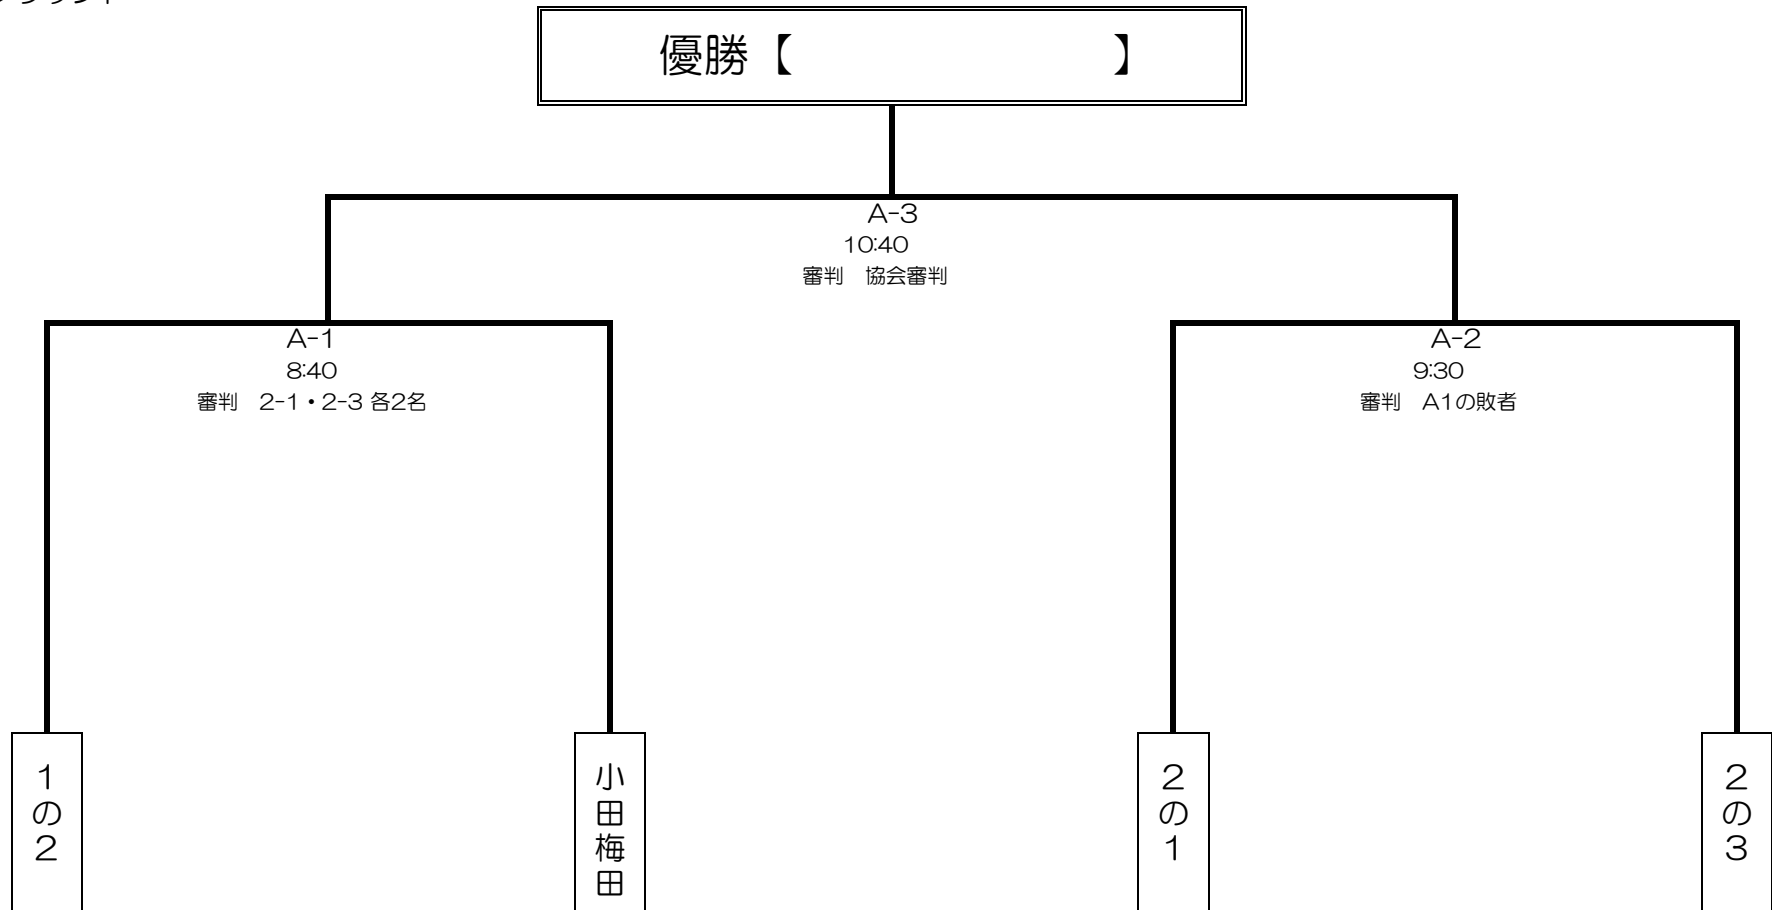 優勝【　　　　　　　】
A-3
10:40
審判　協会審判
A-1
8:40
審判　2-1・2-3 各2名
A-2
9:30
審判　A1の敗者
1の2
小田梅田
2の1
2の3